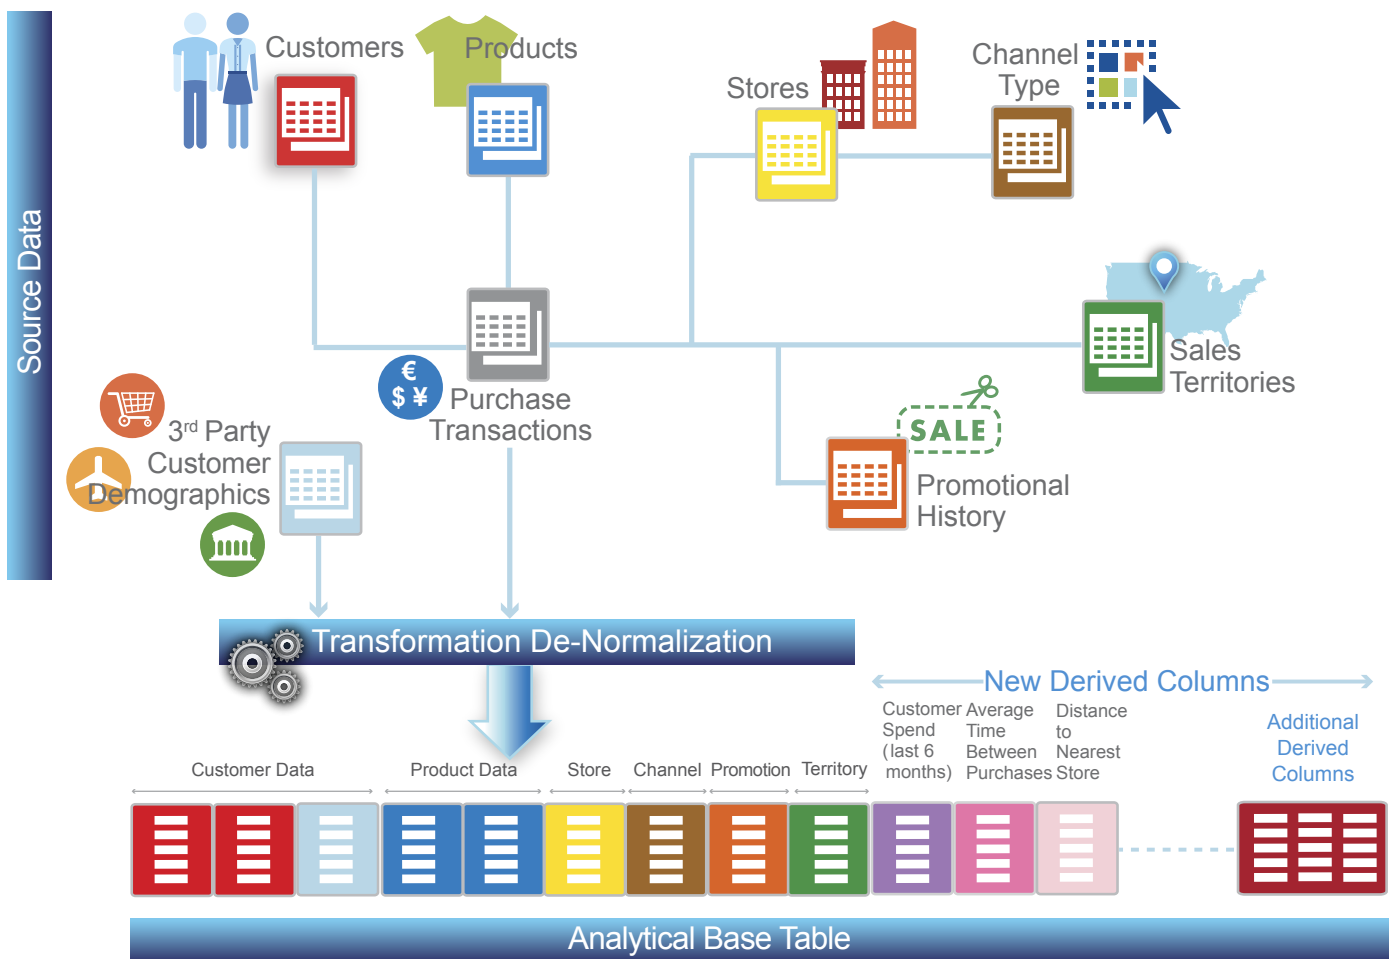 Source Data
Customers
Products
Stores
Channel
Type
Sales
Territories
€
$ ¥
Purchase
Transactions
SALE
Promotional
History
3rd Party
Customer
Demographics
Transformation De-Normalization
New Derived Columns
Customer
Spend
(last 6
months)
Average
Time
Between
Purchases
Distance
to
Nearest
Store
Additional
Derived
Columns
Customer Data
Product Data
Store
Channel
Promotion
Territory
Analytical Base Table